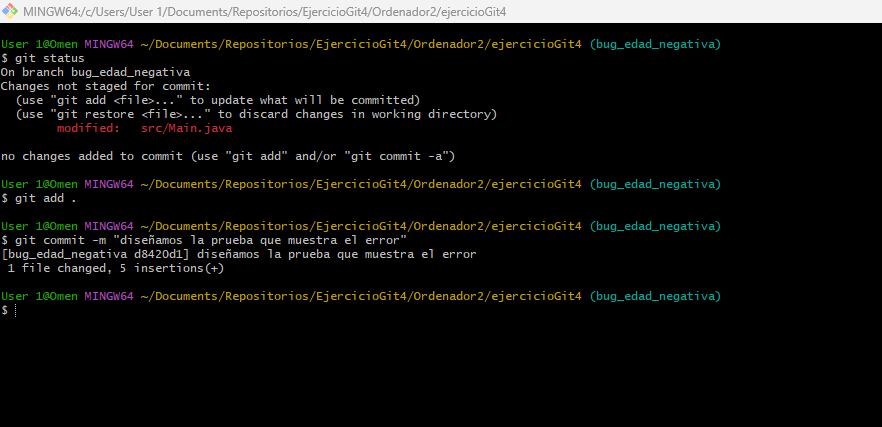 MINGW64:/c/Users/User 1/Documents/Repositorios/EjercicioGit4/Ordenador2/ejercicioGit4
User 1@Omen MINGW64 ~/Documents/Repositorios/EjercicioGit4/Ordenador2/ejercicioGit4 (bug_edad_negativa)
$ git status
On branch bug_edad_negativa
Changes not staged for commit:
  (use "git add <file>..." to update what will be committed)
  (use "git restore <file>..." to discard changes in working directory)
        modified:   src/Main.java
no changes added to commit (use "git add" and/or "git commit -a")
User 1@Omen MINGW64 ~/Documents/Repositorios/EjercicioGit4/Ordenador2/ejercicioGit4 (bug_edad_negativa)
$ git add .
User 1@Omen MINGW64 ~/Documents/Repositorios/EjercicioGit4/Ordenador2/ejercicioGit4 (bug_edad_negativa)
$ git commit -m "diseñamos la prueba que muestra el error"
[bug_edad_negativa d8420d1] diseñamos la prueba que muestra el error
 1 file changed, 5 insertions(+)
User 1@Omen MINGW64 ~/Documents/Repositorios/EjercicioGit4/Ordenador2/ejercicioGit4 (bug_edad_negativa)
$